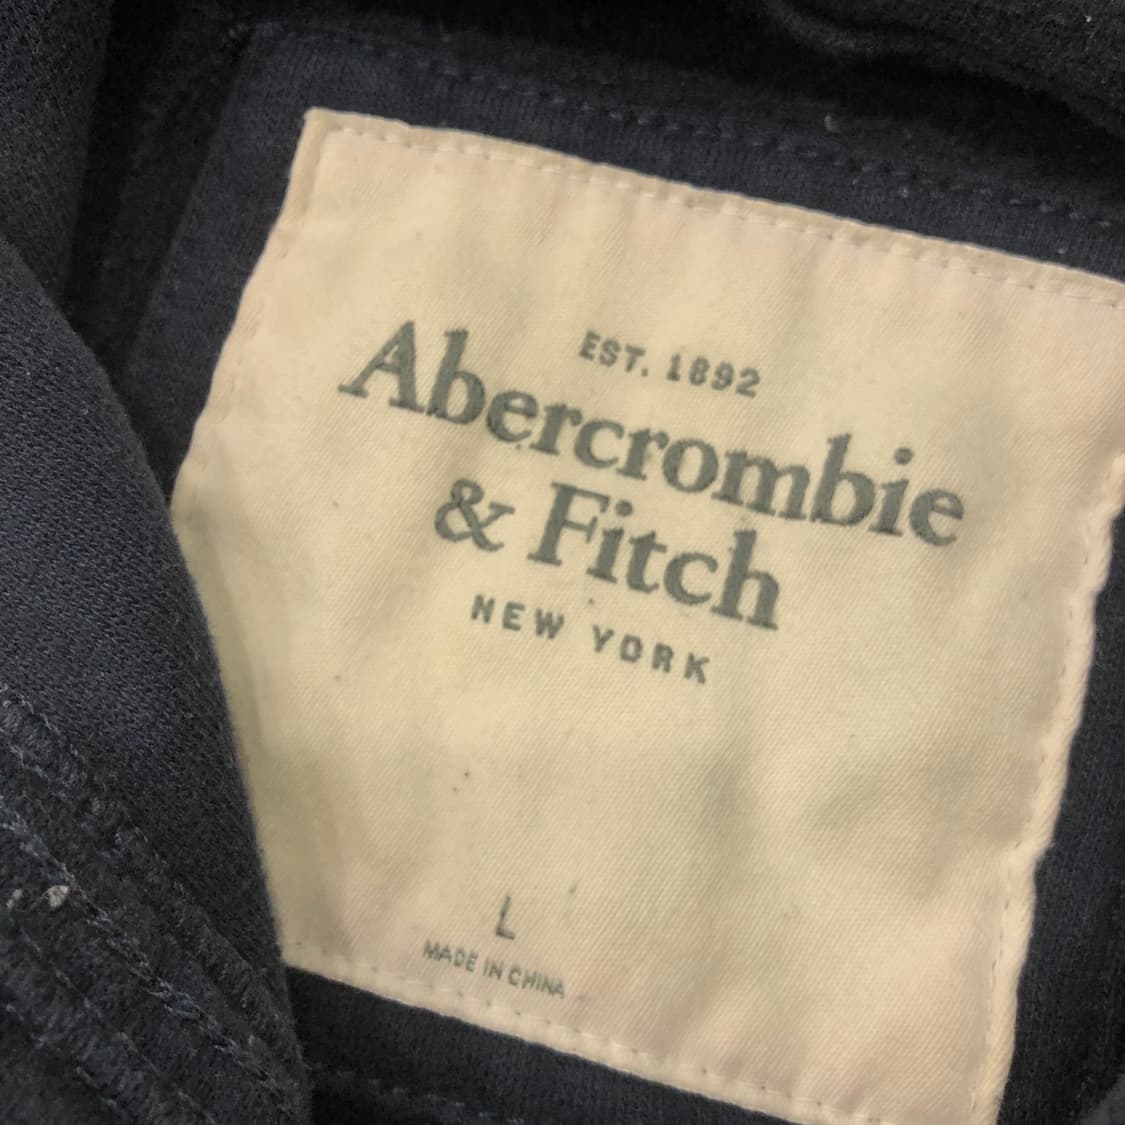 EST. 1892
Abercrombie
& Fitch
NEW YORK
L
MADE IN CHINA